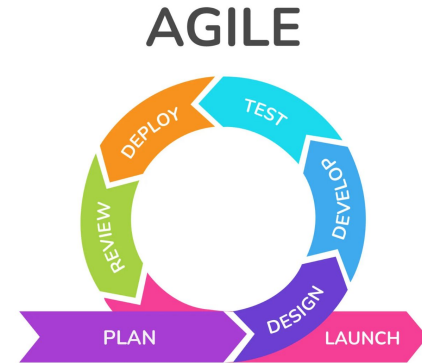 AGILE
PLAN
DESIGN
DEVELOP
TEST
DEPLOY
REVIEW
LAUNCH